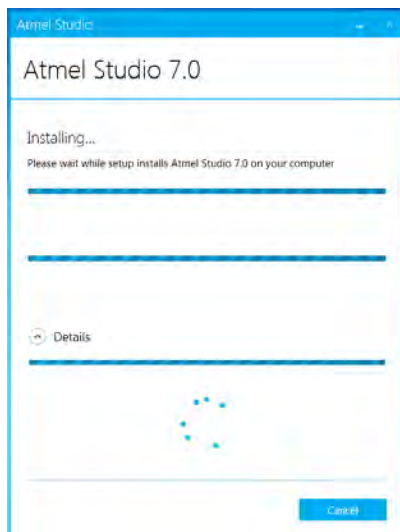 Atmel Studio
Atmel Studio 7.0
Installing...
Please wait while setup installs Atmel Studio 7.0 on your computer
Details
Cancel